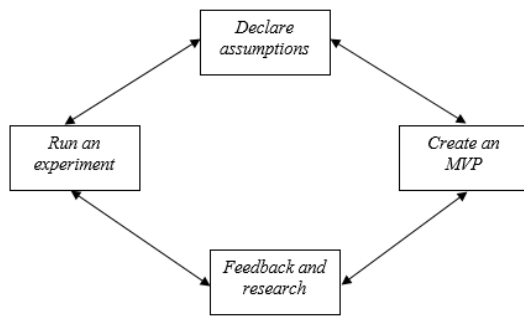 Declare
assumptions
Run an
experiment
Create an
MVP
Feedback and
research